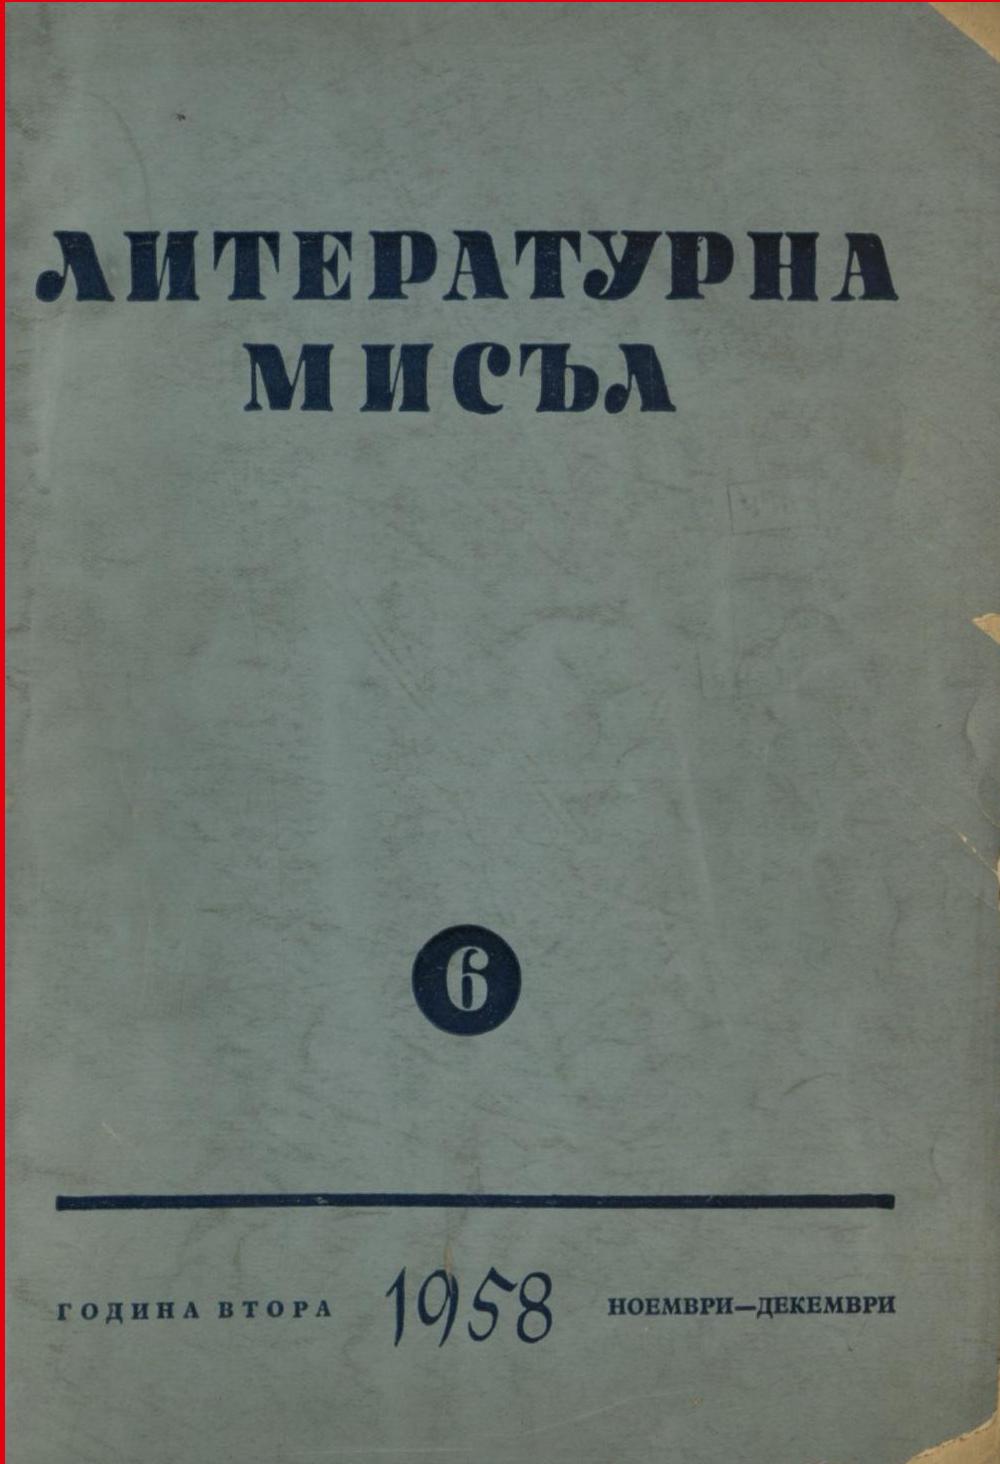 ЛИТЕРАТУРНА
МИСЪЛ
6
ГОДИНА ВТОРА 1958 НОЕМВРИ—ДЕКЕМВРИ